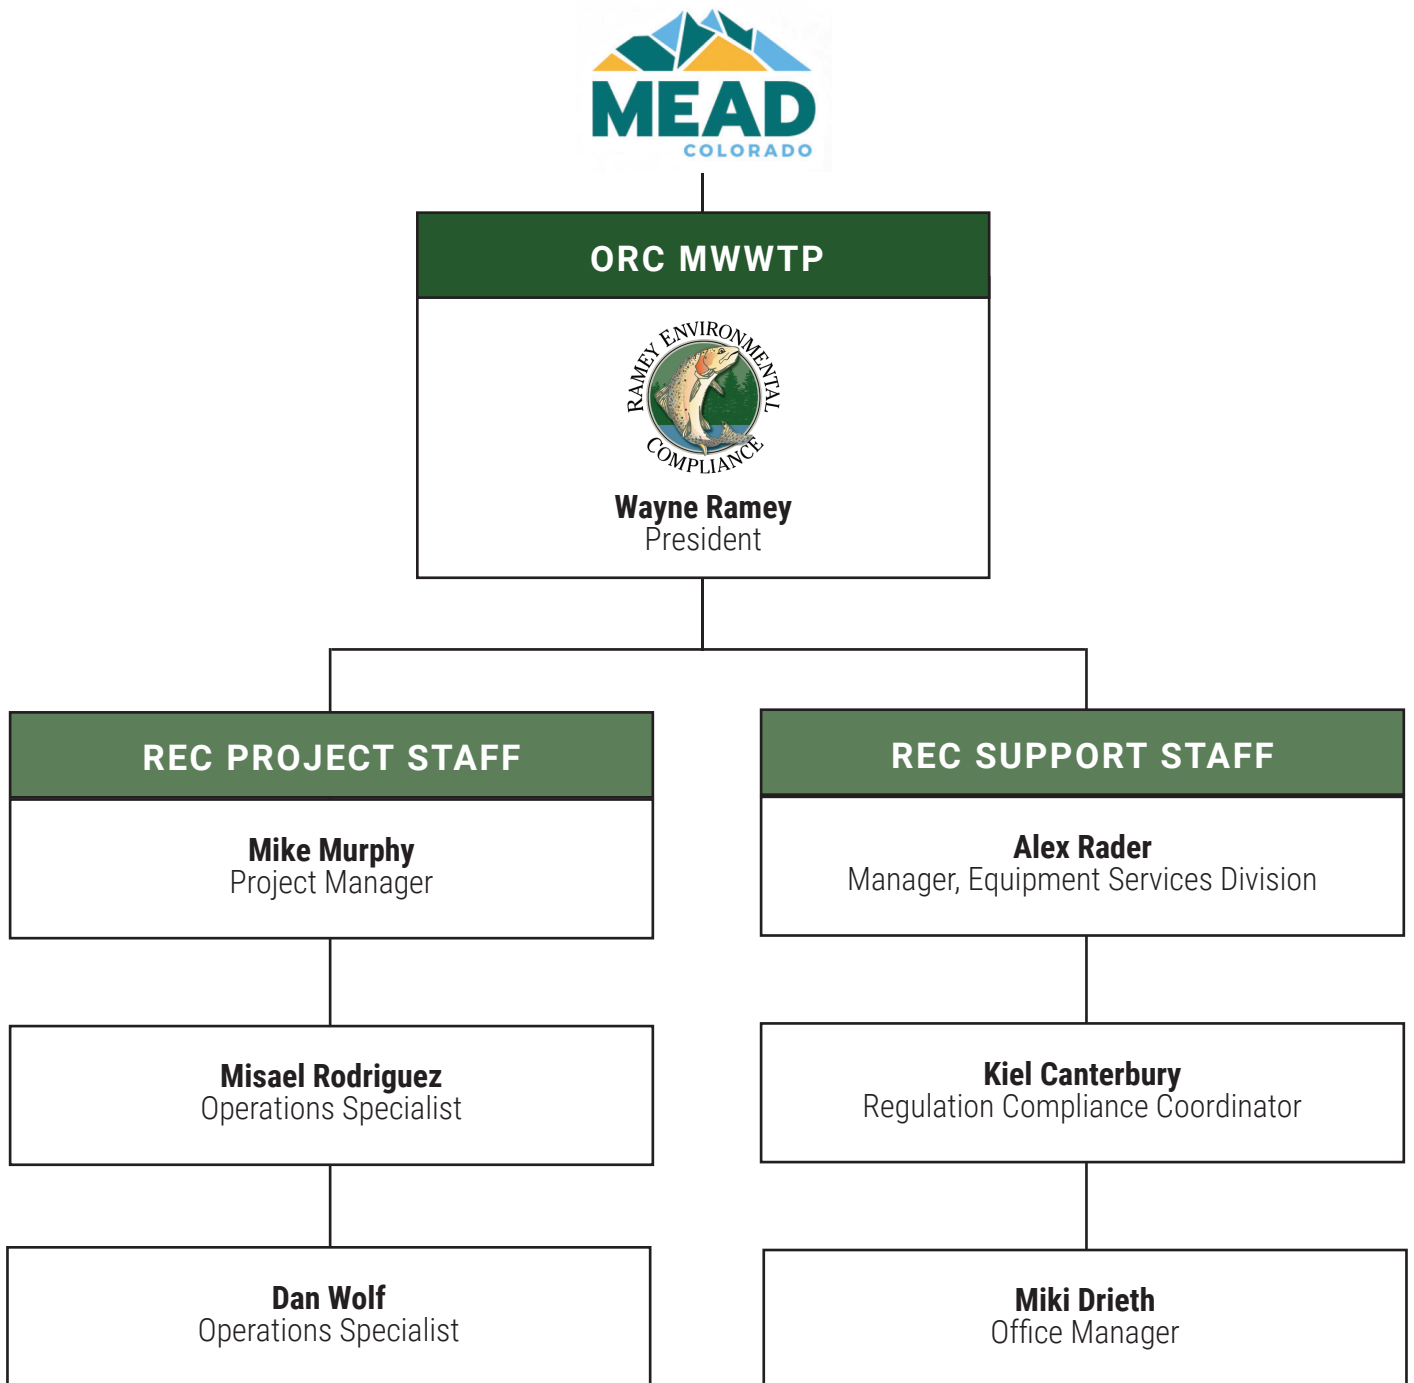 MEAD
COLORADO
ORC MWWTP
RAMEY ENVIRONMENTAL
COMPLIANCE
Wayne Ramey
President
REC PROJECT STAFF
Mike Murphy
Project Manager
Misael Rodriguez
Operations Specialist
Dan Wolf
Operations Specialist
REC SUPPORT STAFF
Alex Rader
Manager, Equipment Services Division
Kiel Canterbury
Regulation Compliance Coordinator
Miki Drieth
Office Manager